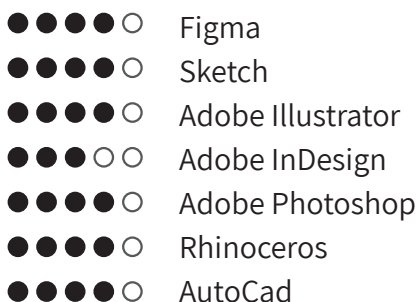 Figma
Sketch
Adobe Illustrator
Adobe InDesign
Adobe Photoshop
Rhinoceros
AutoCad